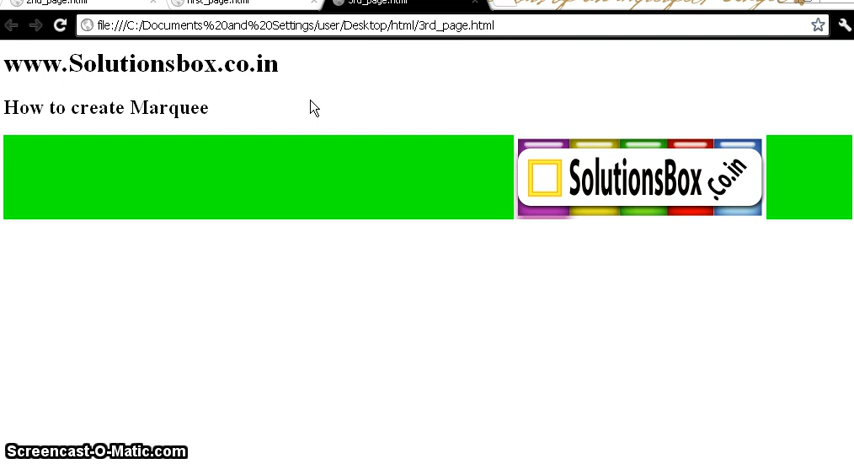 2nd_page.html first_page.html 3rd_page.html
file:///C:/Documents%20and%20Settings/user/Desktop/html/3rd_page.html
www.Solutionsbox.co.in
How to create Marquee
SolutionsBox .Co.in
Screencast-O-Matic.com